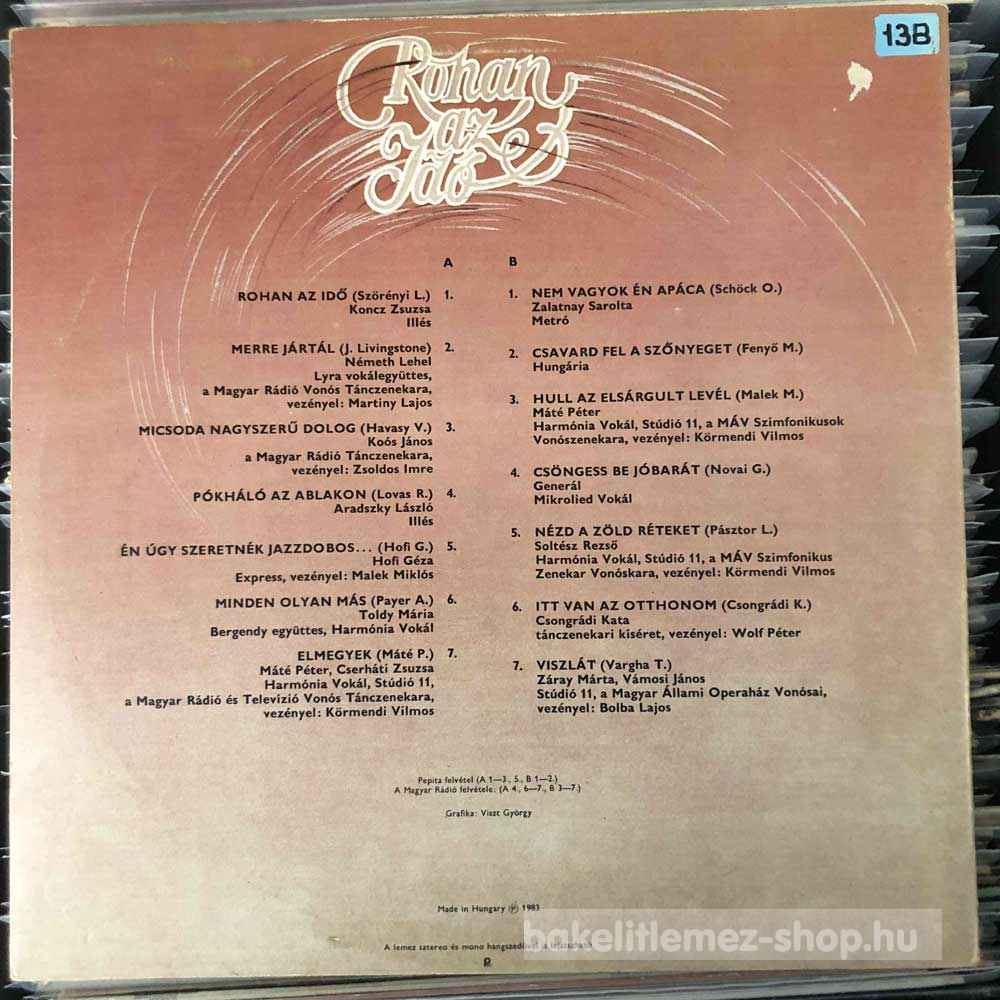 13B
Rohan
az
Idő
A
ROHAN AZ IDŐ (Szörényi L.) 1.
Koncz Zsuzsa
Illés
MERRE JÁRTÁL (J. Livingstone) 2.
Németh Lehel
Lyra vokálegyüttes,
a Magyar Rádió Vonós Tánczenekara,
vezényel: Martiny Lajos
MICSODA NAGYSZERŰ DOLOG (Havasy V.) 3.
Koós János
a Magyar Rádió Tánczenekara,
vezényel: Zsoldos Imre
PÓKHÁLÓ AZ ABLAKON (Lovas R.) 4.
Aradszky László
Illés
ÉN ÚGY SZERETNÉK JAZZDOBOS... (Hofi G.) 5.
Hofi Géza
Express, vezényel: Malek Miklós
MINDEN OLYAN MÁS (Payer A.) 6.
Toldy Mária
Bergendy együttes, Harmónia Vokál
ELMEGYEK (Máté P.) 7.
Máté Péter, Cserháti Zsuzsa
Harmónia Vokál, Stúdió 11,
a Magyar Rádió és Televízió Vonós Tánczenekara,
vezényel: Körmendi Vilmos
B
1. NEM VAGYOK ÉN APÁCA (Schöck O.)
Zalatnay Sarolta
Metró
2. CSAVARD FEL A SZŐNYEGET (Fenyő M.)
Hungária
3. HULL AZ ELSÁRGULT LEVÉL (Malek M.)
Máté Péter
Harmónia Vokál, Stúdió 11, a MÁV Szimfonikusok
Vonószenekara, vezényel: Körmendi Vilmos
4. CSÖNGESS BE JÓBARÁT (Novai G.)
Generál
Mikrolied Vokál
5. NÉZD A ZÖLD RÉTEKET (Pásztor L.)
Soltész Rezső
Harmónia Vokál, Stúdió 11, a MÁV Szimfonikus
Zenekar Vonóskara, vezényel: Körmendi Vilmos
6. ITT VAN AZ OTTHONOM (Csongrádi K.)
Csongrádi Kata
tánczenekari kíséret, vezényel: Wolf Péter
7. VISZLÁT (Vargha T.)
Záray Márta, Vámosi János
Stúdió 11, a Magyar Állami Operaház Vonósai,
vezényel: Bolba Lajos
Pepita felvétel (A 1—3., 5., B 1—2.)
A Magyar Rádió felvétele: (A 4., 6—7., B 3—7.)
Grafika: Viszt György
Made in Hungary ℗ 1983
A lemez sztereo és mono hangszedővel is lejátszható
bakelitlemez-shop.hu